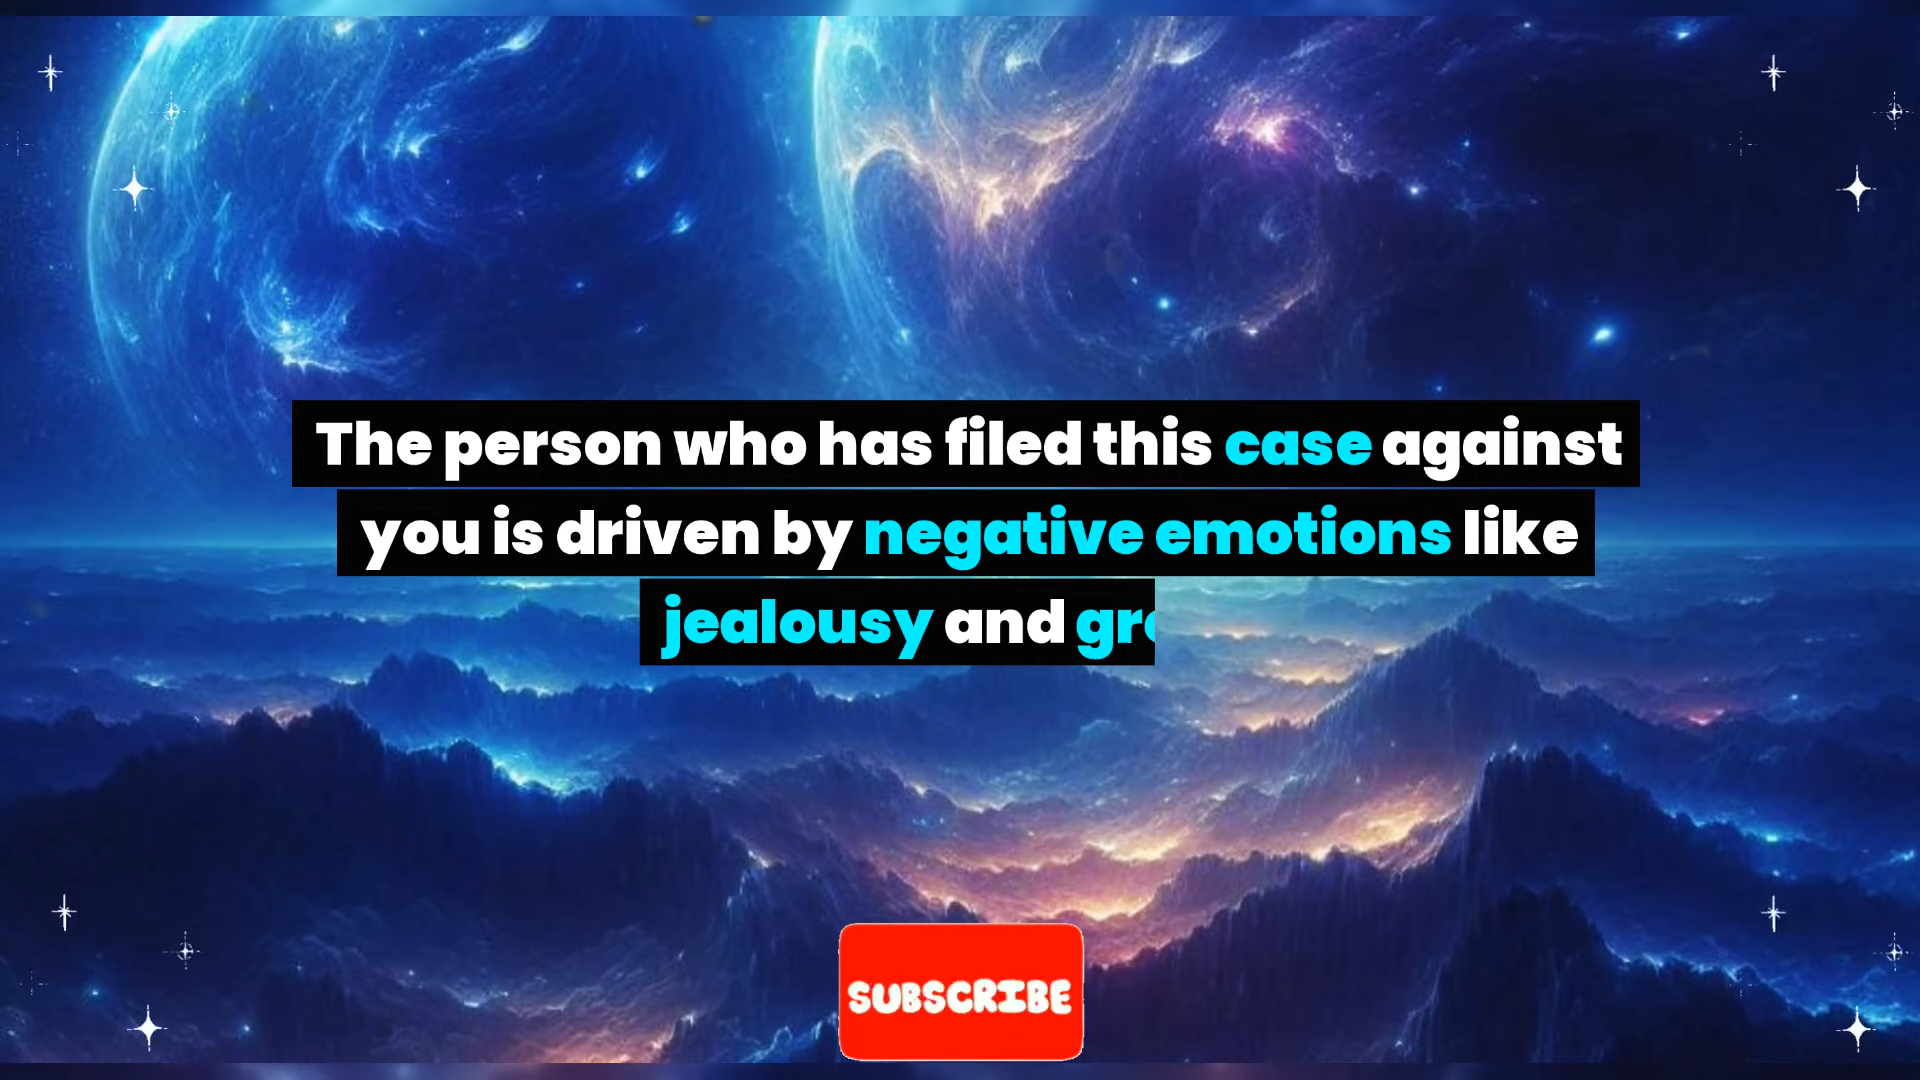 The person who has filed this case against
you is driven by negative emotions like
jealousy and
SUBSCRIBE